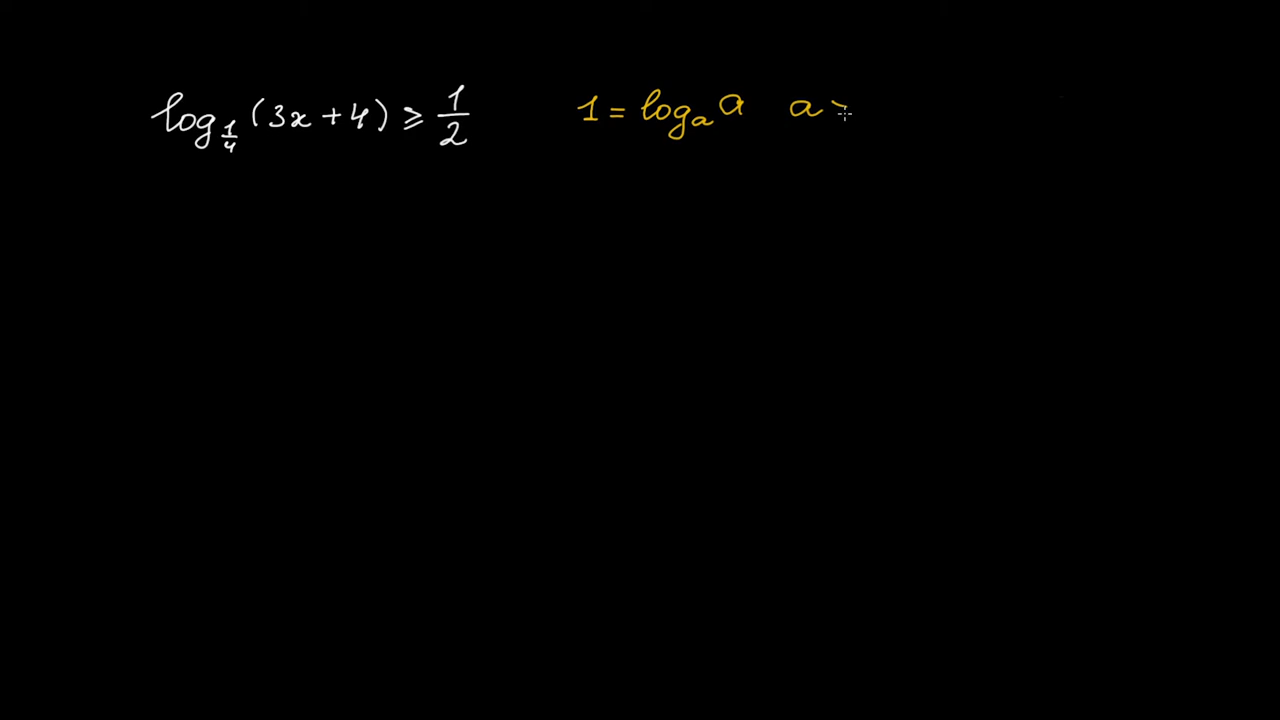 log_{1/4} (3x+4) ⩾ 1/2    1 = log_a a    a >